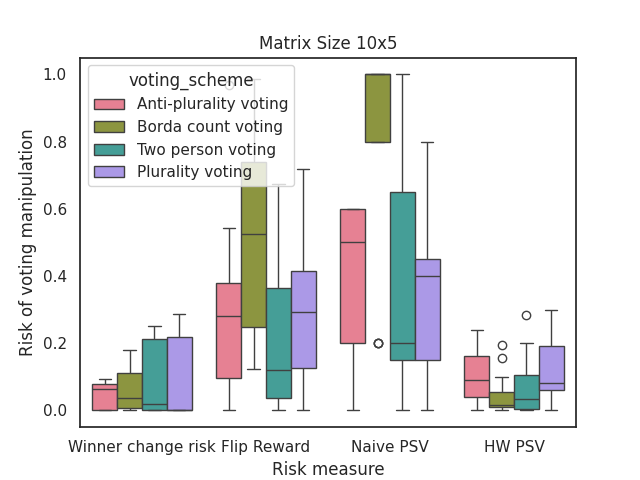 Matrix Size 10x5
voting_scheme
Anti-plurality voting
Borda count voting
Two person voting
Plurality voting
Risk of voting manipulation
1.0
0.8
0.6
0.4
0.2
0.0
Winner change risk Flip Reward Naive PSV HW PSV
Risk measure